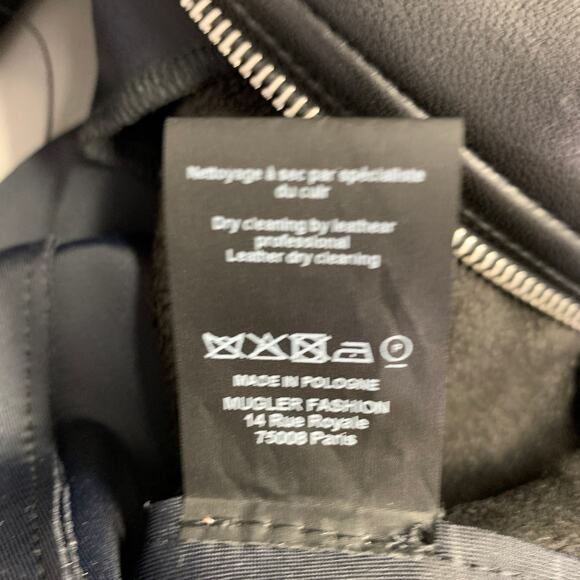 Nettoyage à sec par spécialiste
du cuir
Dry cleaning by leathear
professional
Leather dry cleaning
P
MADE IN POLOGNE
MUGLER FASHION
14 Rue Royale
75008 Paris